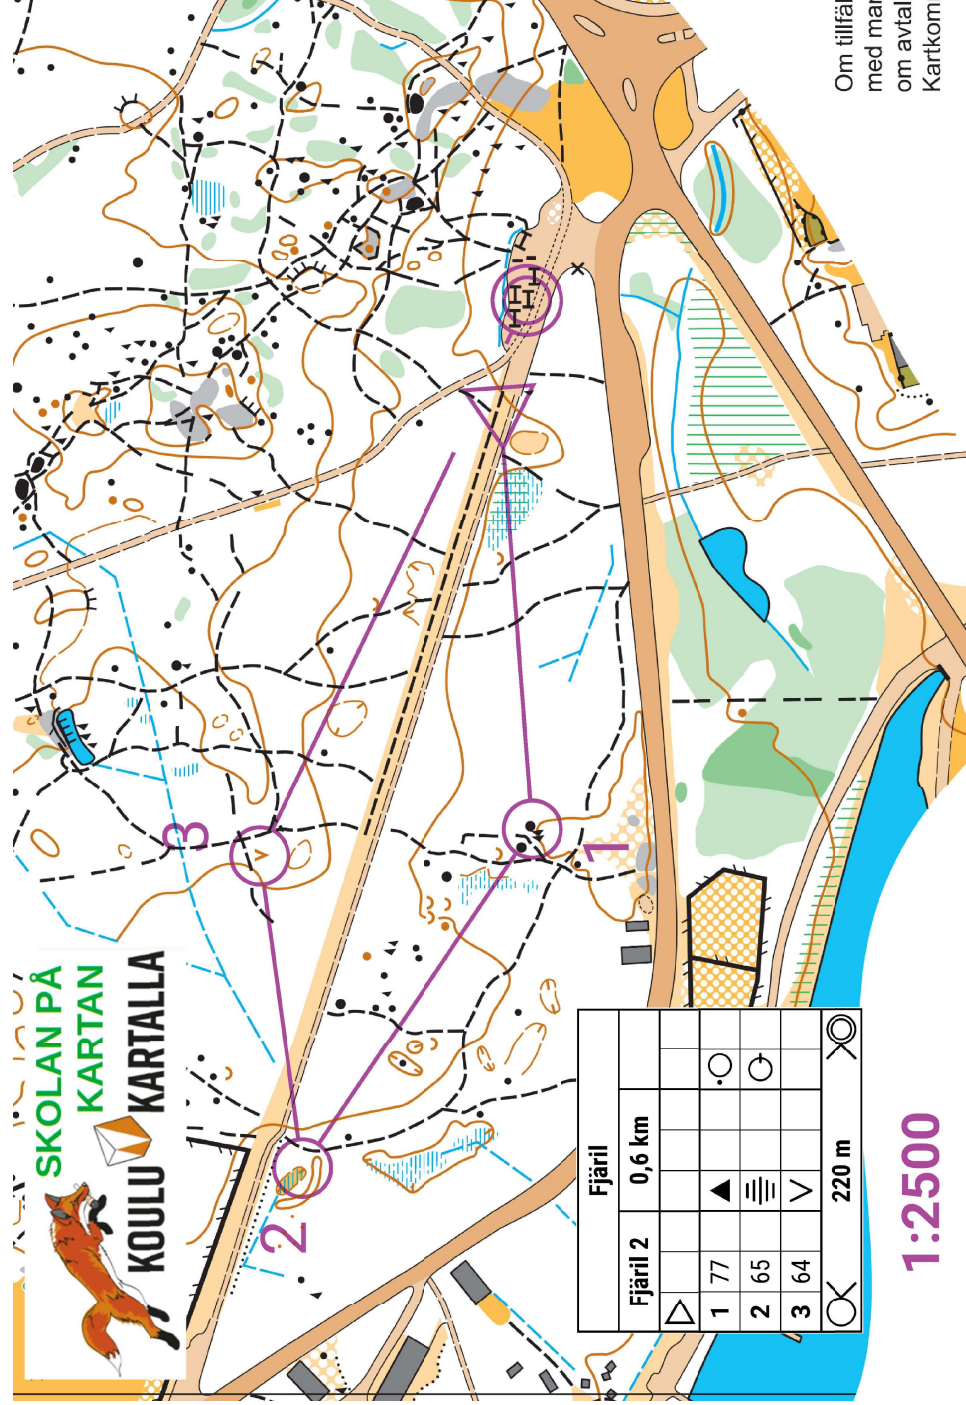 SKOLAN PÅ
KARTAN
KOULU KARTALLA
Om tillfäl
med mar
om avtal
Kartkom
3
2
1
Fjäril
Fjäril 2 0,6 km
1 77
2 65
3 64
220 m
1:2500